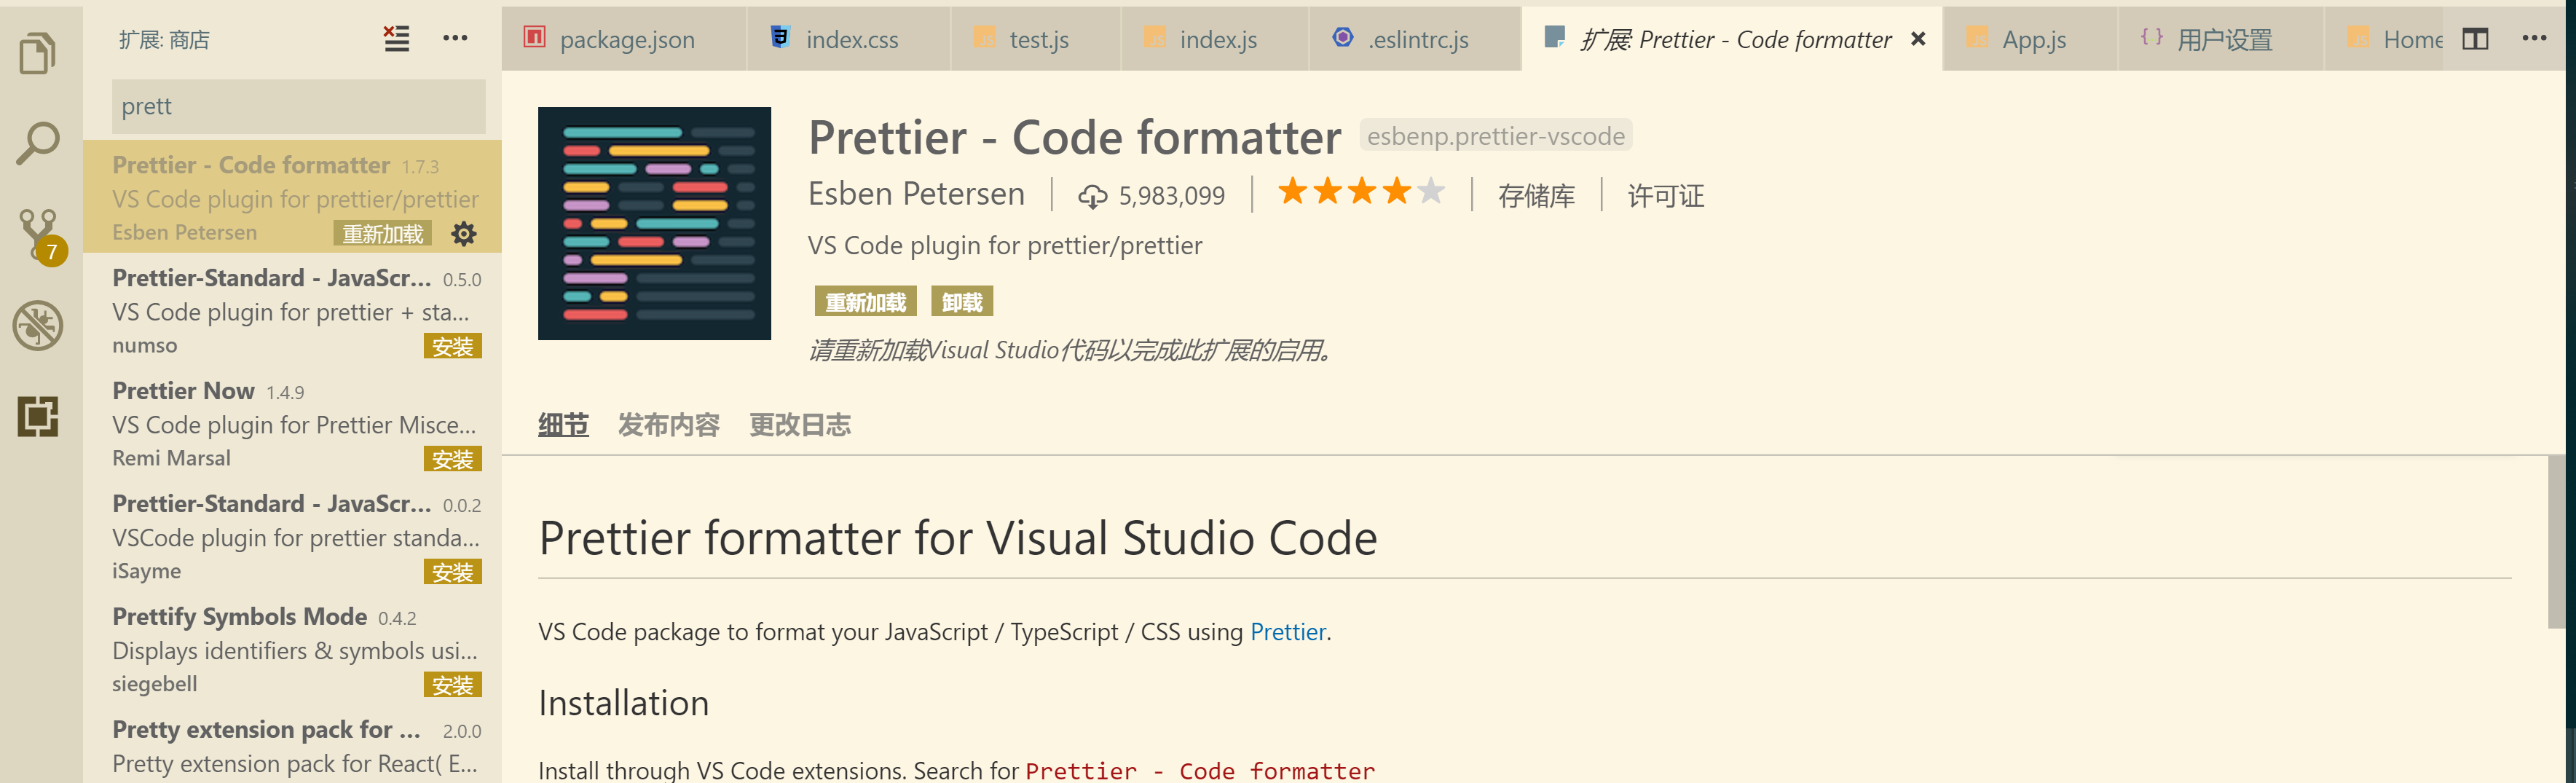 扩展: 商店
prett
Prettier - Code formatter 1.7.3
VS Code plugin for prettier/prettier
Esben Petersen 重新加载
7
Prettier-Standard - JavaScr... 0.5.0
VS Code plugin for prettier + sta...
numso 安装
Prettier Now 1.4.9
VS Code plugin for Prettier Misce...
Remi Marsal 安装
Prettier-Standard - JavaScr... 0.0.2
VSCode plugin for prettier standa...
iSayme 安装
Prettify Symbols Mode 0.4.2
Displays identifiers & symbols usi...
siegebell 安装
Pretty extension pack for ... 2.0.0
Pretty extension pack for React( E...
package.json index.css test.js index.js .eslintrc.js 扩展: Prettier - Code formatter App.js 用户设置 Home
Prettier - Code formatter esbenp.prettier-vscode
Esben Petersen 5,983,099 存储库 许可证
VS Code plugin for prettier/prettier
重新加载 卸载
请重新加载Visual Studio代码以完成此扩展的启用。
细节 发布内容 更改日志
Prettier formatter for Visual Studio Code
VS Code package to format your JavaScript / TypeScript / CSS using Prettier.
Installation
Install through VS Code extensions. Search for Prettier - Code formatter